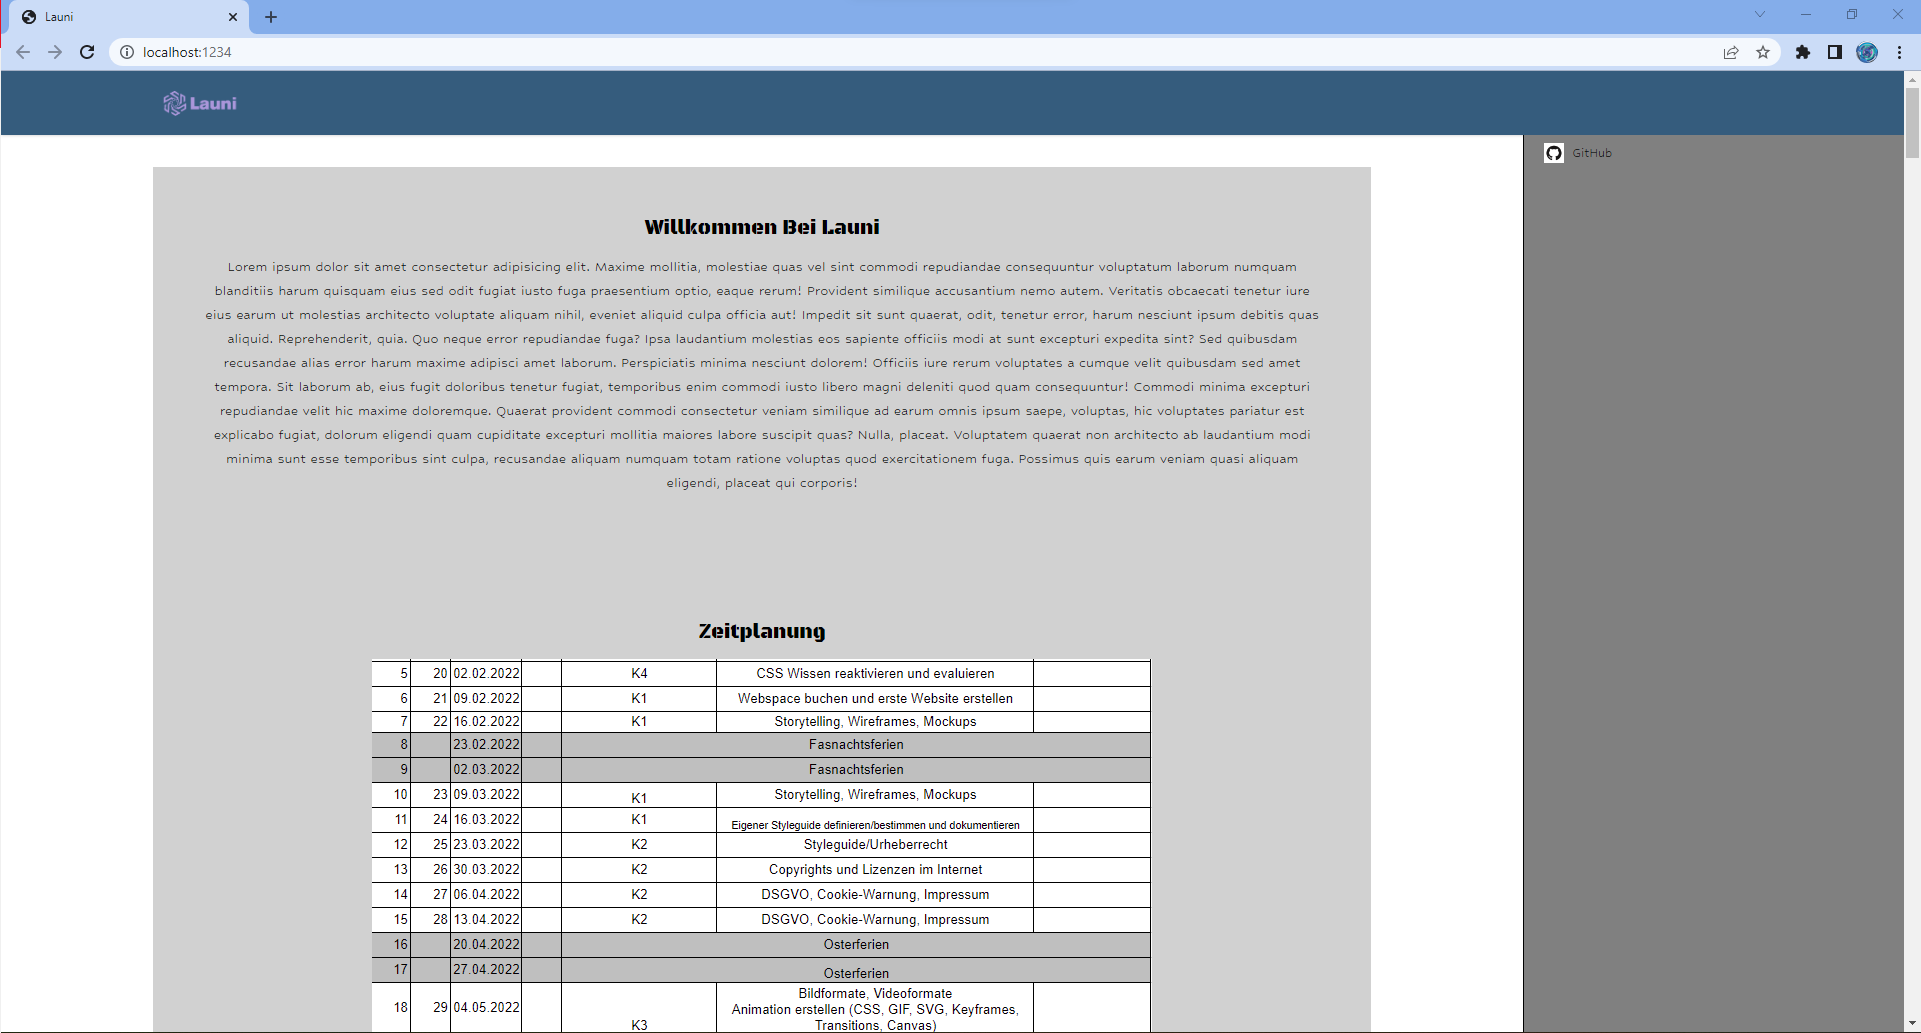 Launi
localhost:1234
Launi
GitHub
Willkommen Bei Launi
Lorem ipsum dolor sit amet consectetur adipisicing elit. Maxime mollitia, molestiae quas vel sint commodi repudiandae consequuntur voluptatum laborum numquam
blanditiis harum quisquam eius sed odit fugiat iusto fuga praesentium optio, eaque rerum! Provident similique accusantium nemo autem. Veritatis obcaecati tenetur iure
eius earum ut molestias architecto voluptate aliquam nihil, eveniet aliquid culpa officia aut! Impedit sit sunt quaerat, odit, tenetur error, harum nesciunt ipsum debitis quas
aliquid. Reprehenderit, quia. Quo neque error repudiandae fuga? Ipsa laudantium molestias eos sapiente officiis modi at sunt excepturi expedita sint? Sed quibusdam
recusandae alias error harum maxime adipisci amet laborum. Perspiciatis minima nesciunt dolorem! Officiis iure rerum voluptates a cumque velit quibusdam sed amet
tempora. Sit laborum ab, eius fugit doloribus tenetur fugiat, temporibus enim commodi iusto libero magni deleniti quod quam consequuntur! Commodi minima excepturi
repudiandae velit hic maxime doloremque. Quaerat provident commodi consectetur veniam similique ad earum omnis ipsum saepe, voluptas, hic voluptates pariatur est
explicabo fugiat, dolorum eligendi quam cupiditate excepturi mollitia maiores labore suscipit quas? Nulla, placeat. Voluptatem quaerat non architecto ab laudantium modi
minima sunt esse temporibus sint culpa, recusandae aliquam numquam totam ratione voluptas quod exercitationem fuga. Possimus quis earum veniam quasi aliquam
eligendi, placeat qui corporis!
Zeitplanung
5 20 02.02.2022 K4 CSS Wissen reaktivieren und evaluieren
6 21 09.02.2022 K1 Webspace buchen und erste Website erstellen
7 22 16.02.2022 K1 Storytelling, Wireframes, Mockups
8 23.02.2022 Fasnachtsferien
9 02.03.2022 Fasnachtsferien
10 23 09.03.2022 K1 Storytelling, Wireframes, Mockups
11 24 16.03.2022 K1 Eigener Styleguide definieren/bestimmen und dokumentieren
12 25 23.03.2022 K2 Styleguide/Urheberrecht
13 26 30.03.2022 K2 Copyrights und Lizenzen im Internet
14 27 06.04.2022 K2 DSGVO, Cookie-Warnung, Impressum
15 28 13.04.2022 K2 DSGVO, Cookie-Warnung, Impressum
16 20.04.2022 Osterferien
17 27.04.2022 Osterferien
18 29 04.05.2022 K3 Bildformate, Videoformate
Animation erstellen (CSS, GIF, SVG, Keyframes,
Transitions, Canvas)